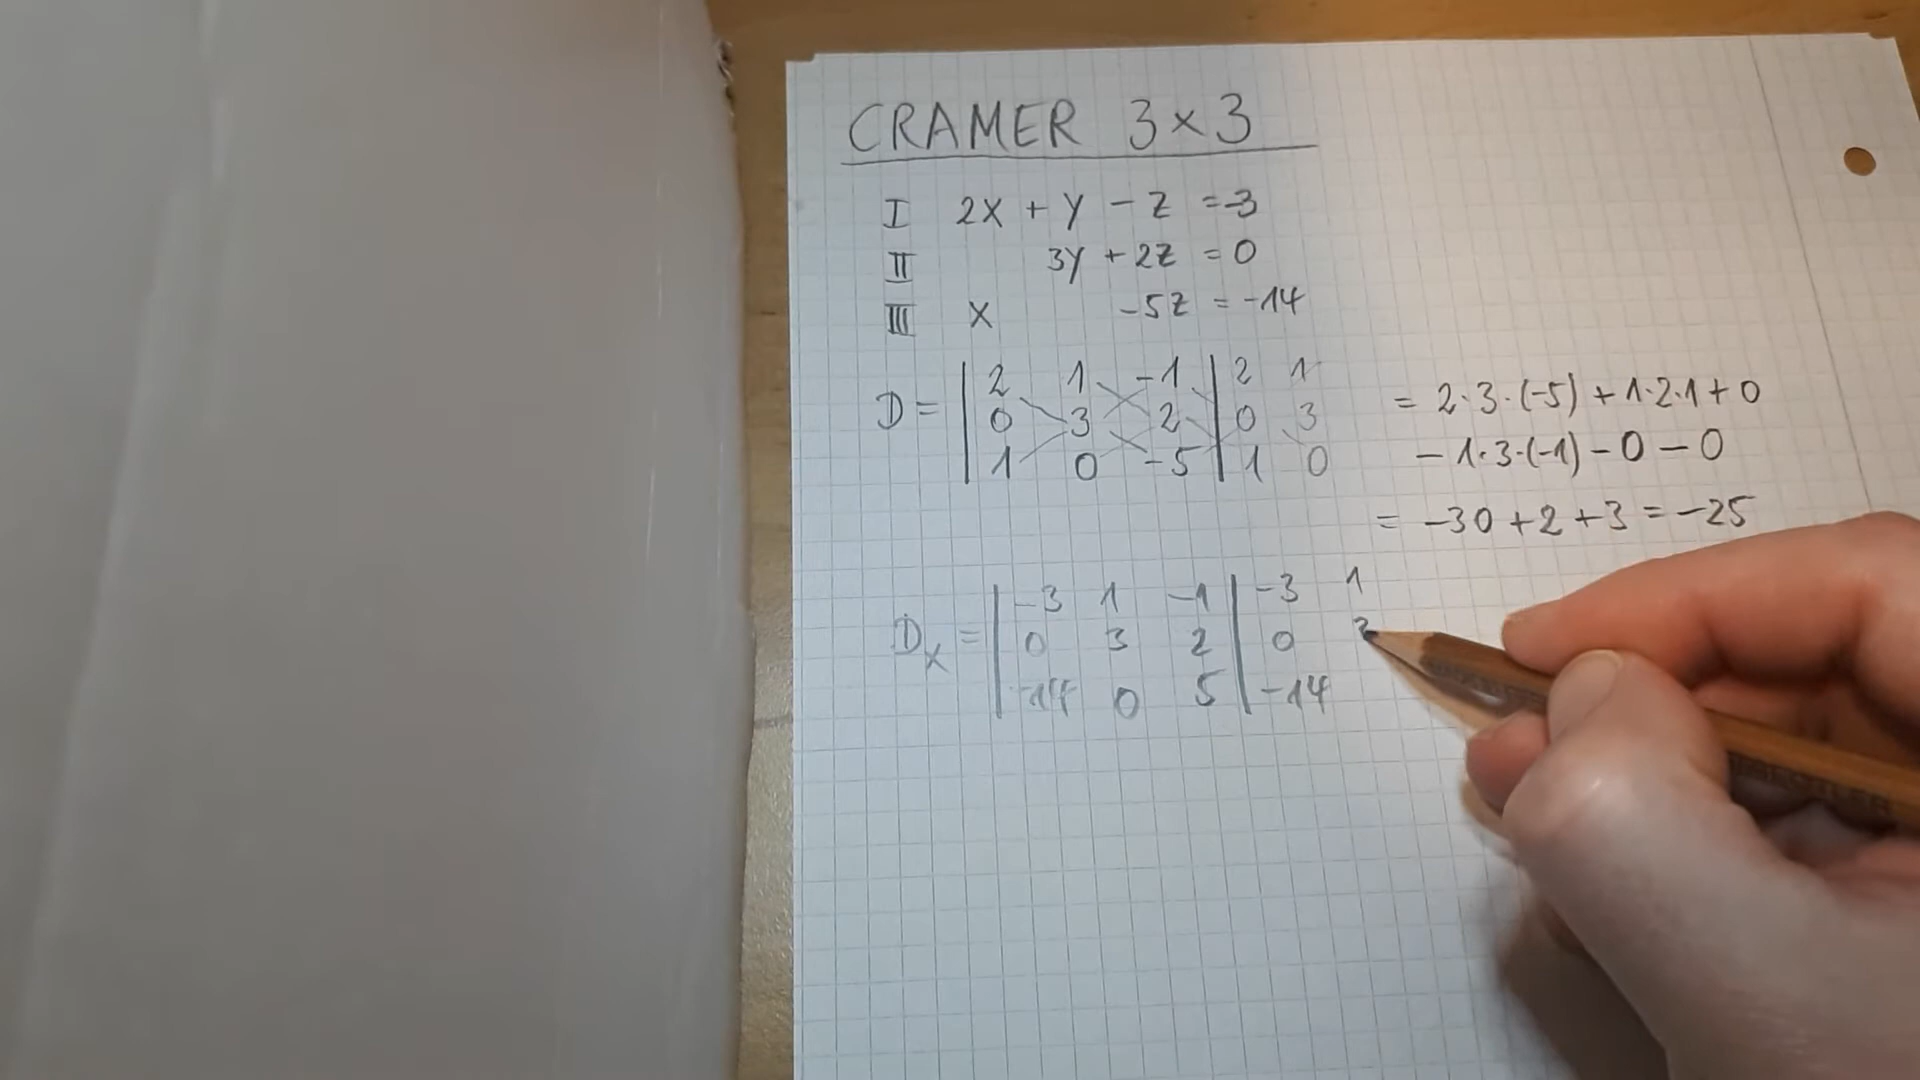 CRAMER 3×3
I 2x + y - z = -3
II 3y + 2z = 0
III x -5z = -14
D = | 2 1 -1 | 2 1 = 2·3·(-5) + 1·2·1 + 0
0 3 2 | 0 3 - 1·3·(-1) - 0 - 0
1 0 -5 | 1 0
= -30 + 2 + 3 = -25
Dx = | -3 1 -1 | -3 1
0 3 2 | 0
-14 0 5 | -14